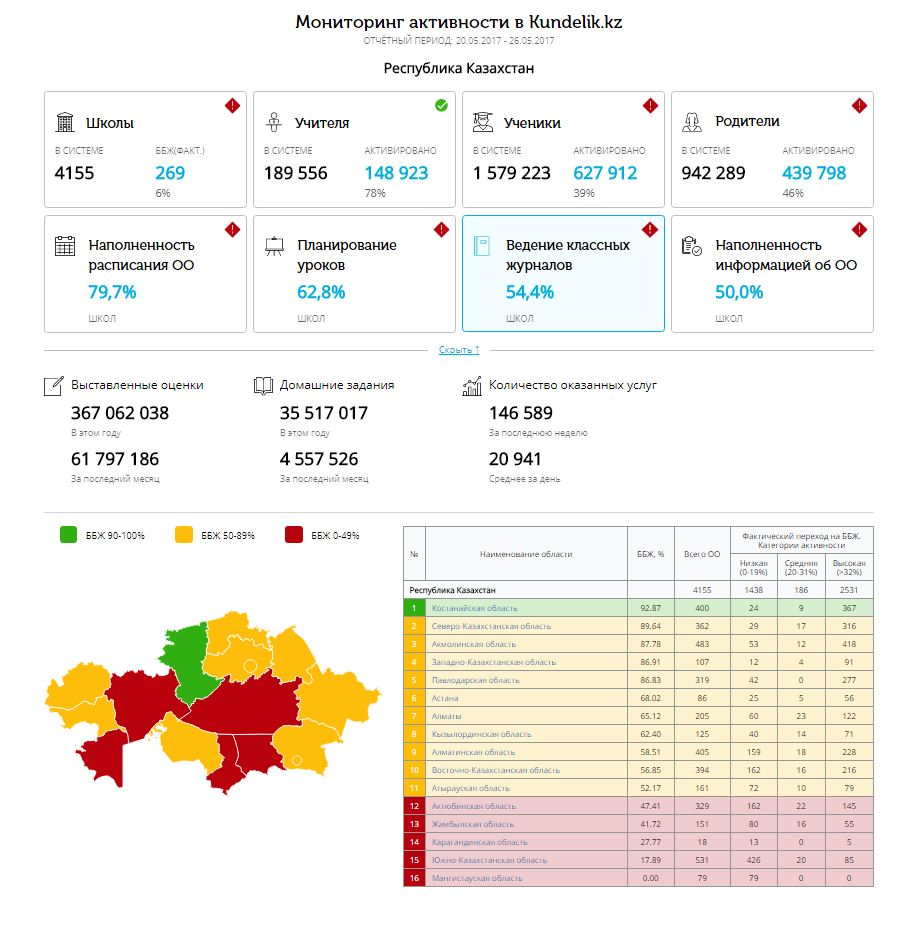 Мониторинг активности в Kundelik.kz
ОТЧЁТНЫЙ ПЕРИОД: 20.05.2017 - 26.05.2017
Республика Казахстан
Школы
В СИСТЕМЕ ББЖ(ФАКТ.)
4155 269
6%
Учителя
В СИСТЕМЕ АКТИВИРОВАНО
189 556 148 923
78%
Ученики
В СИСТЕМЕ АКТИВИРОВАНО
1 579 223 627 912
39%
Родители
В СИСТЕМЕ АКТИВИРОВАНО
942 289 439 798
46%
Наполненность
расписания ОО
79,7%
ШКОЛ
Планирование
уроков
62,8%
ШКОЛ
Ведение классных
журналов
54,4%
ШКОЛ
Наполненность
информацией об ОО
50,0%
ШКОЛ
Скрыть ↑
Выставленные оценки
367 062 038
В этом году
61 797 186
За последний месяц
Домашние задания
35 517 017
В этом году
4 557 526
За последний месяц
Количество оказанных услуг
146 589
За последнюю неделю
20 941
Среднее за день
ББЖ 90-100% ББЖ 50-89% ББЖ 0-49%
№ Наименование области ББЖ, % Всего ОО
Фактический переход на ББЖ.
Категории активности
Низкая
(0-19%)
Средняя
(20-31%)
Высокая
(>32%)
Республика Казахстан 4155 1438 186 2531
1 Костанайская область 92.87 400 24 9 367
2 Северо-Казахстанская область 89.64 362 29 17 316
3 Акмолинская область 87.78 483 53 12 418
4 Западно-Казахстанская область 86.91 107 12 4 91
5 Павлодарская область 86.83 319 42 0 277
6 Астана 68.02 86 25 5 56
7 Алматы 65.12 205 60 23 122
8 Кызылординская область 62.40 125 40 14 71
9 Алматинская область 58.51 405 159 18 228
10 Восточно-Казахстанская область 56.85 394 162 16 216
11 Атырауская область 52.17 161 72 10 79
12 Актюбинская область 47.41 329 162 22 145
13 Жамбылская область 41.72 151 80 16 55
14 Карагандинская область 27.77 18 13 0 5
15 Южно-Казахстанская область 17.89 531 426 20 85
16 Мангистауская область 0.00 79 79 0 0